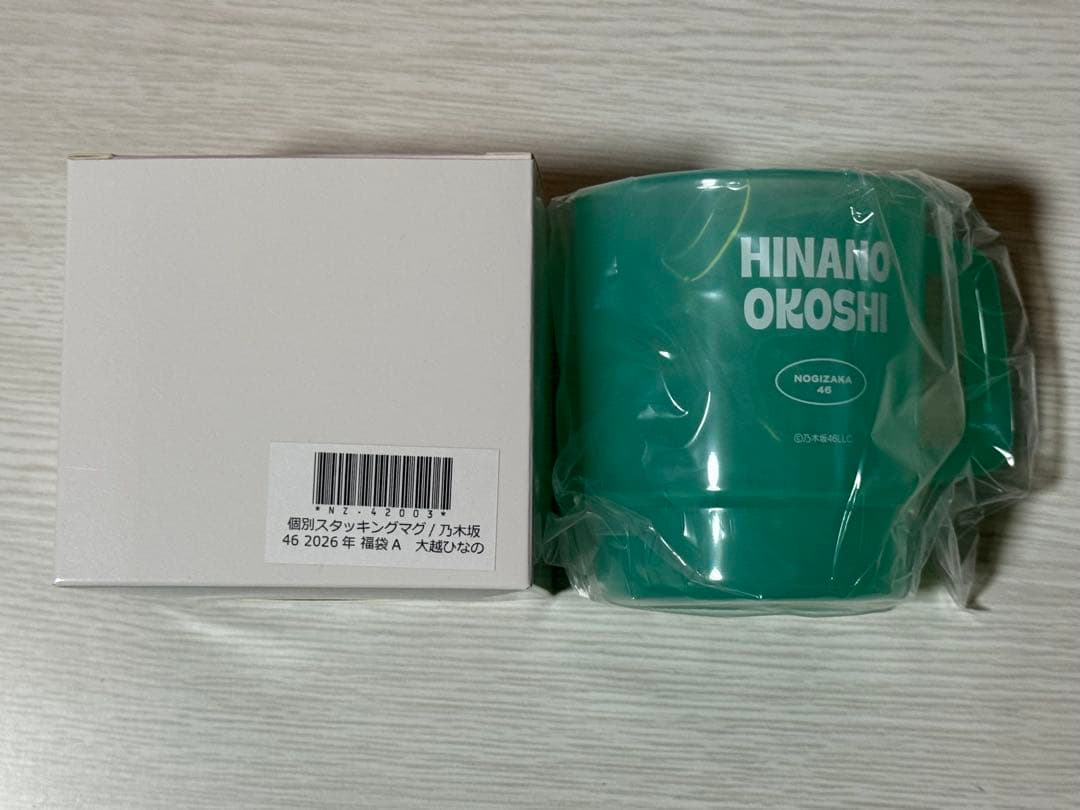 *NZ-42003*
個別スタッキングマグ/乃木坂
46 2026年 福袋A　大越ひなの
HINANO
OKOSHI
NOGIZAKA
46
©乃木坂46LLC